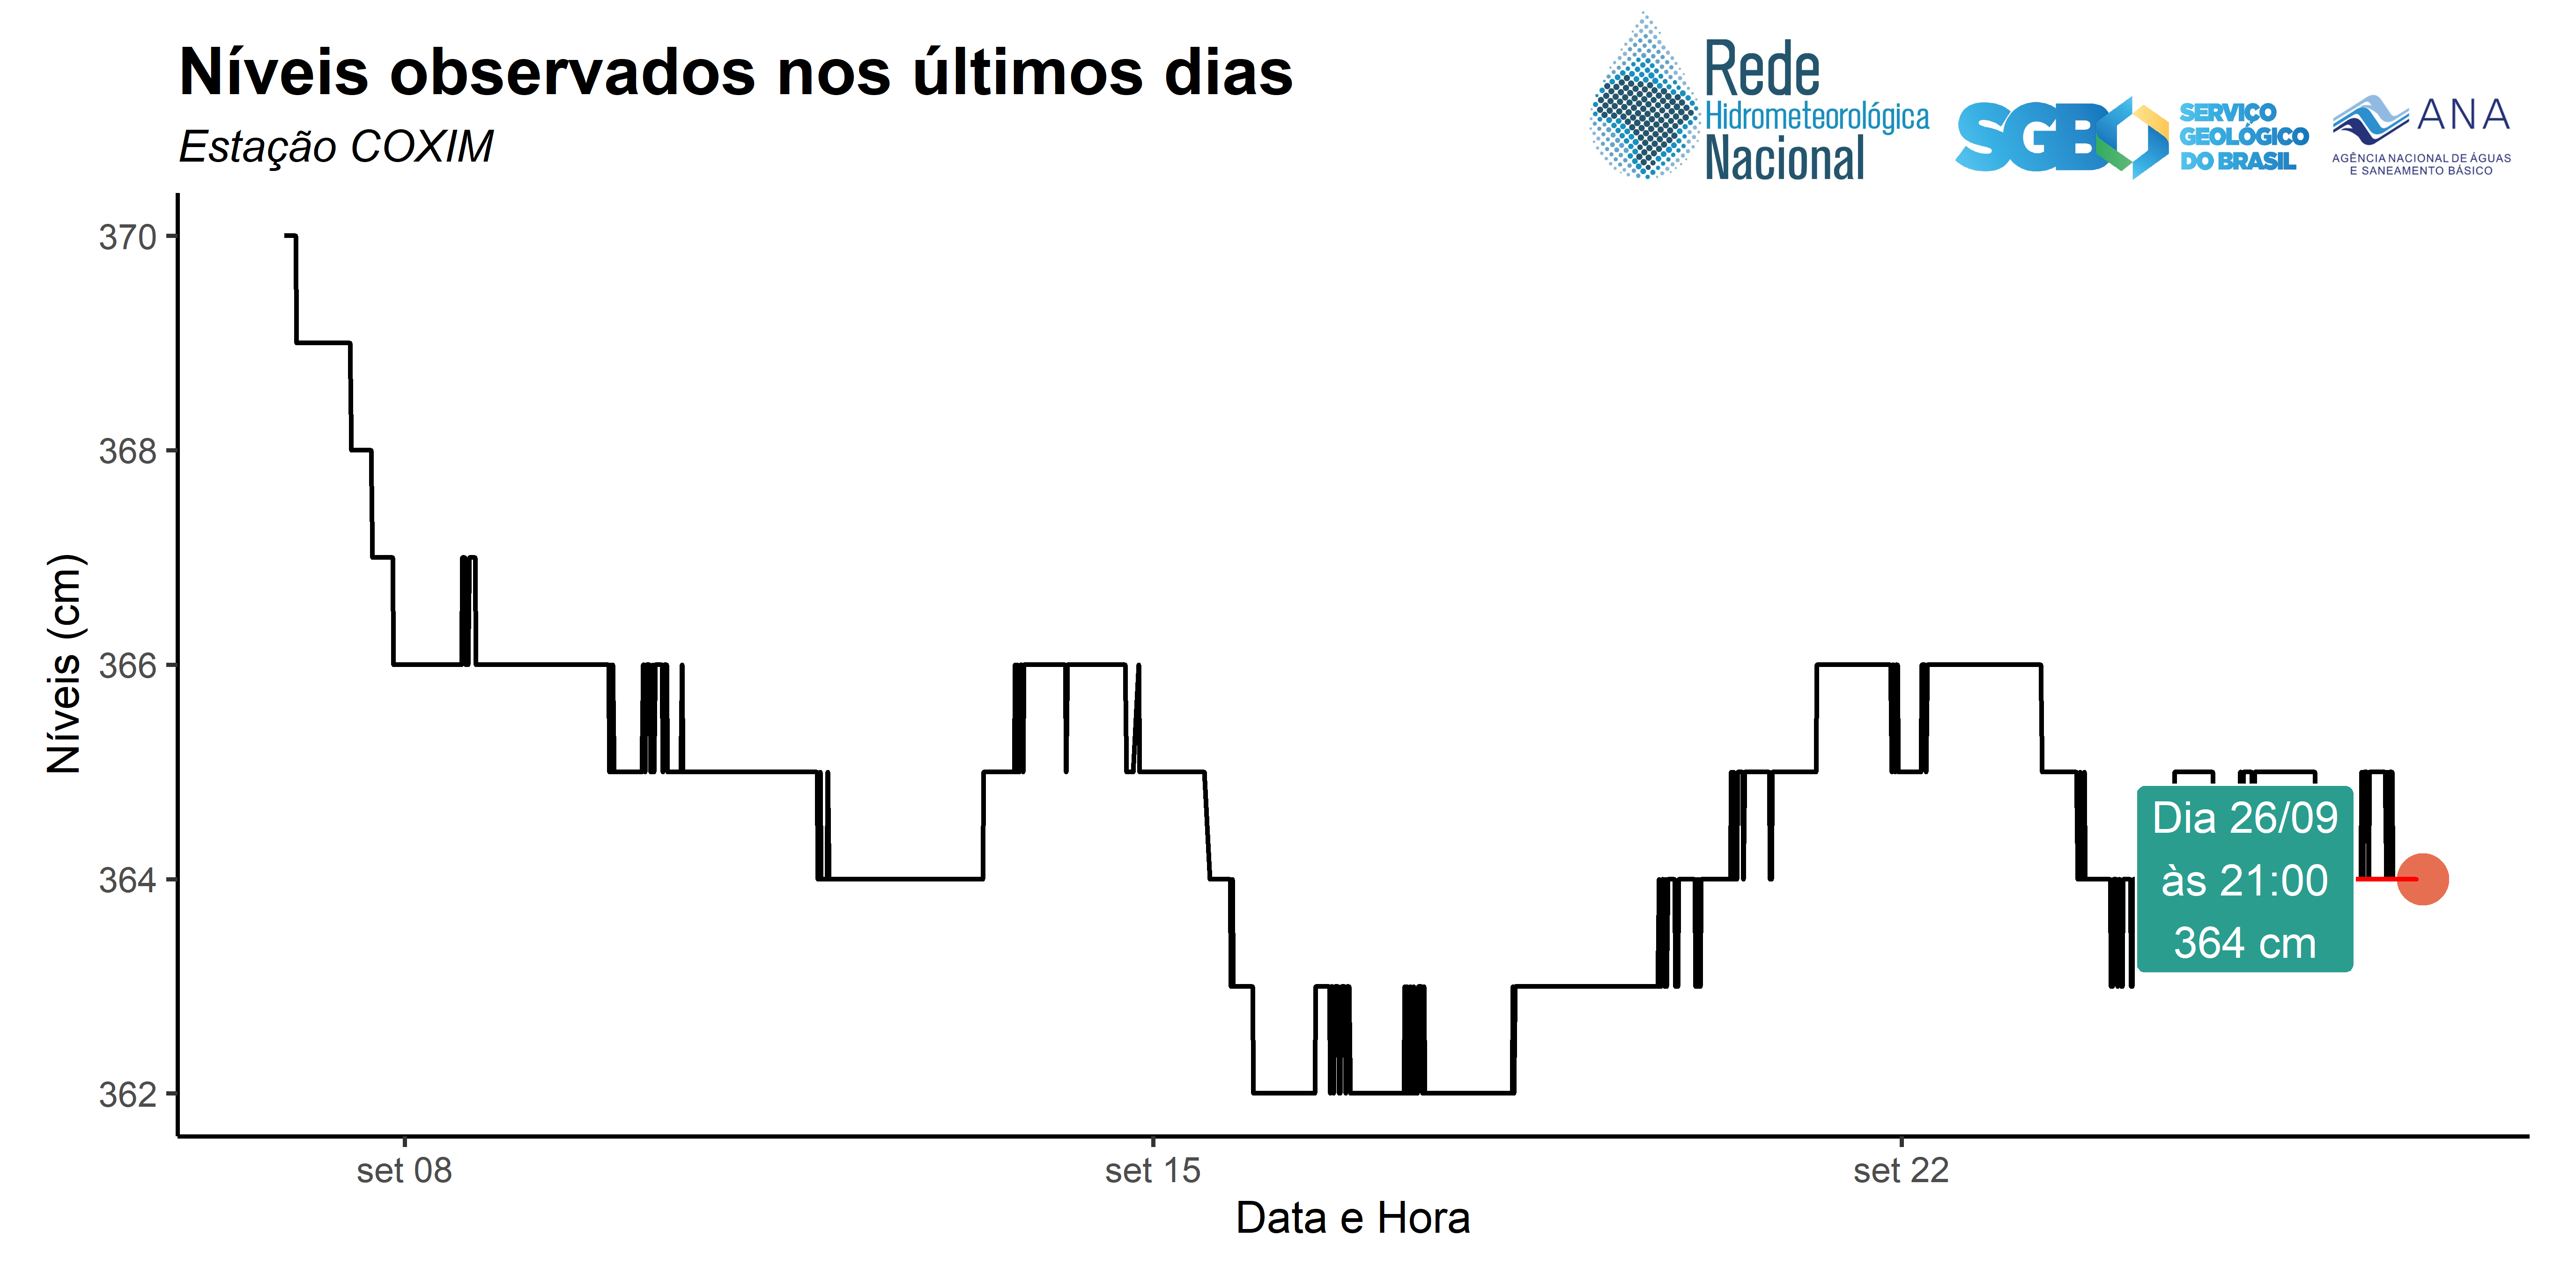 Níveis observados nos últimos dias
Estação COXIM
Rede
Hidrometeorológica
Nacional
SGB
SERVIÇO
GEOLÓGICO
DO BRASIL
ANA
AGÊNCIA NACIONAL DE ÁGUAS
E SANEAMENTO BÁSICO
Níveis (cm)
370
368
366
364
362
Dia 26/09
às 21:00
364 cm
set 08
set 15
set 22
Data e Hora